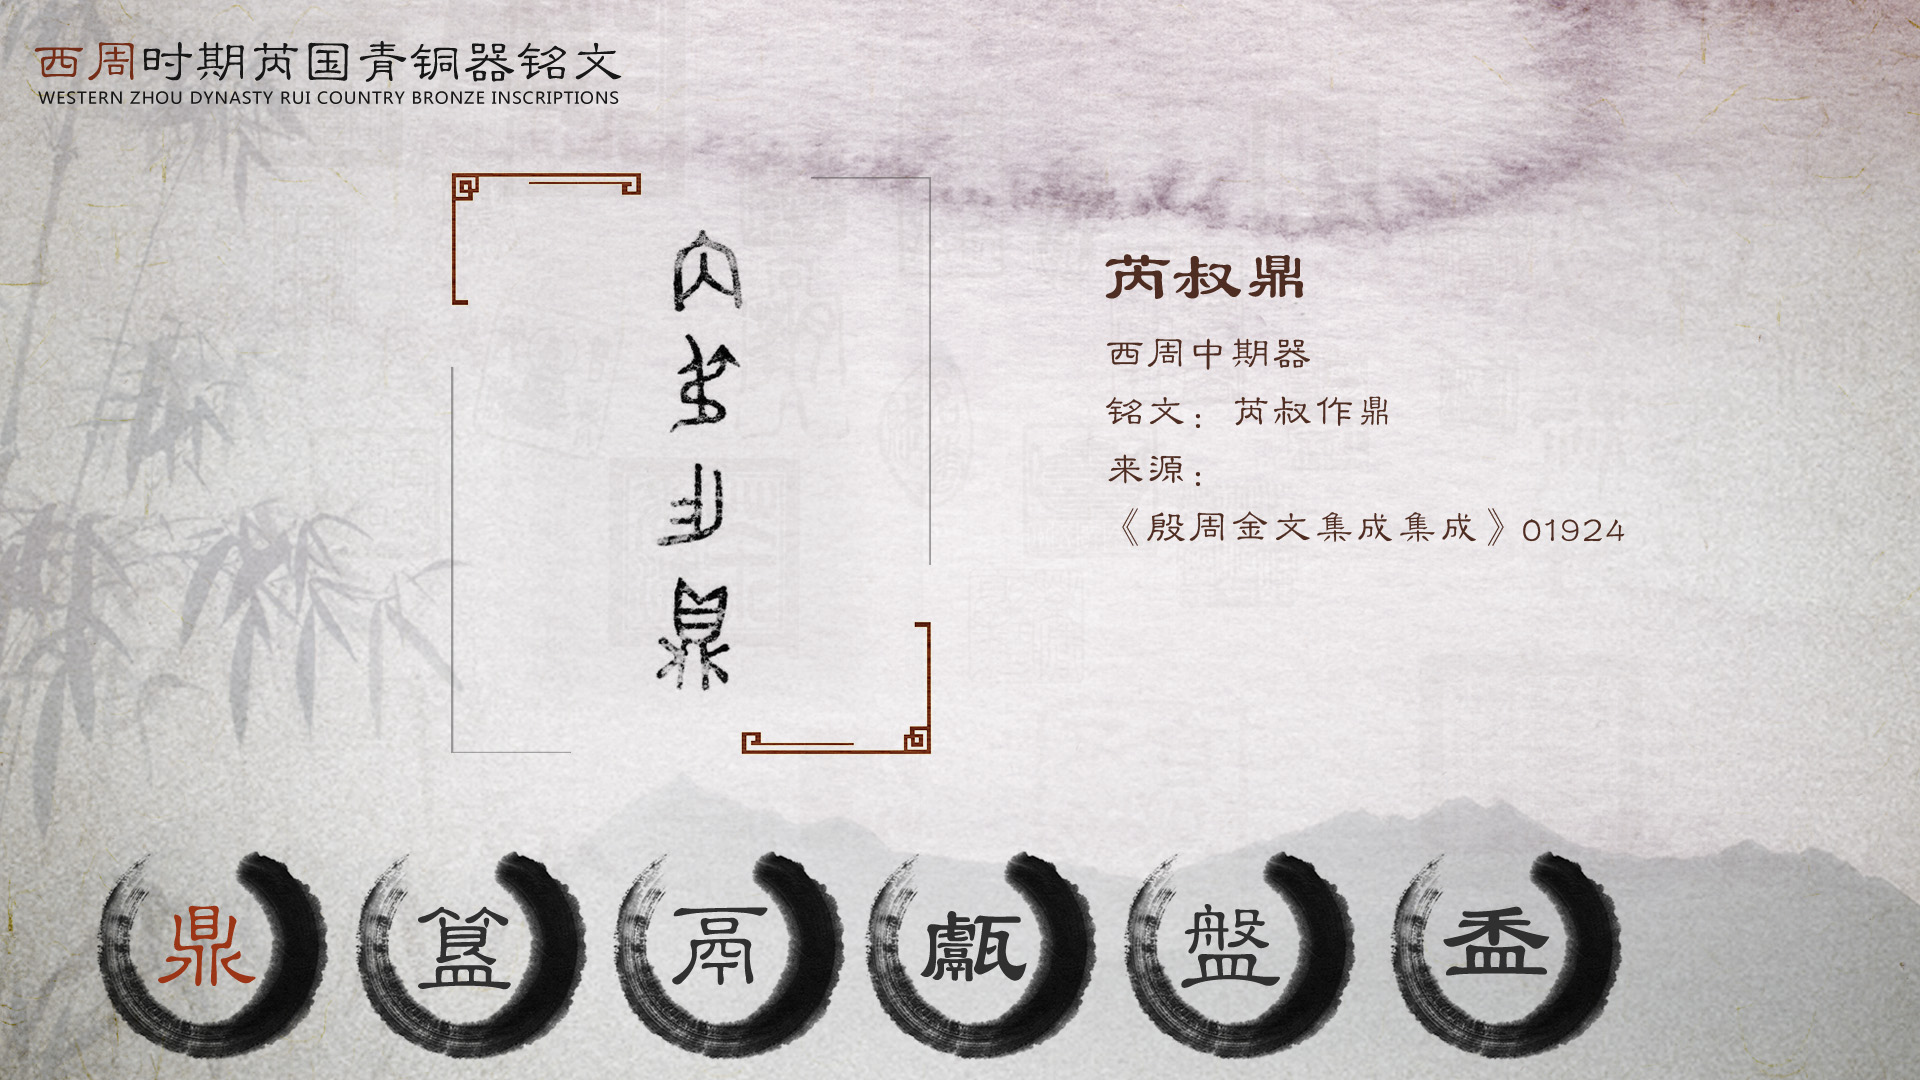 西周时期芮国青铜器铭文
WESTERN ZHOU DYNASTY RUI COUNTRY BRONZE INSCRIPTIONS
芮叔鼎
西周中期器
铭文：芮叔作鼎
来源：
《殷周金文集成集成》01924
鼎 簋 鬲 甗 盤 盉